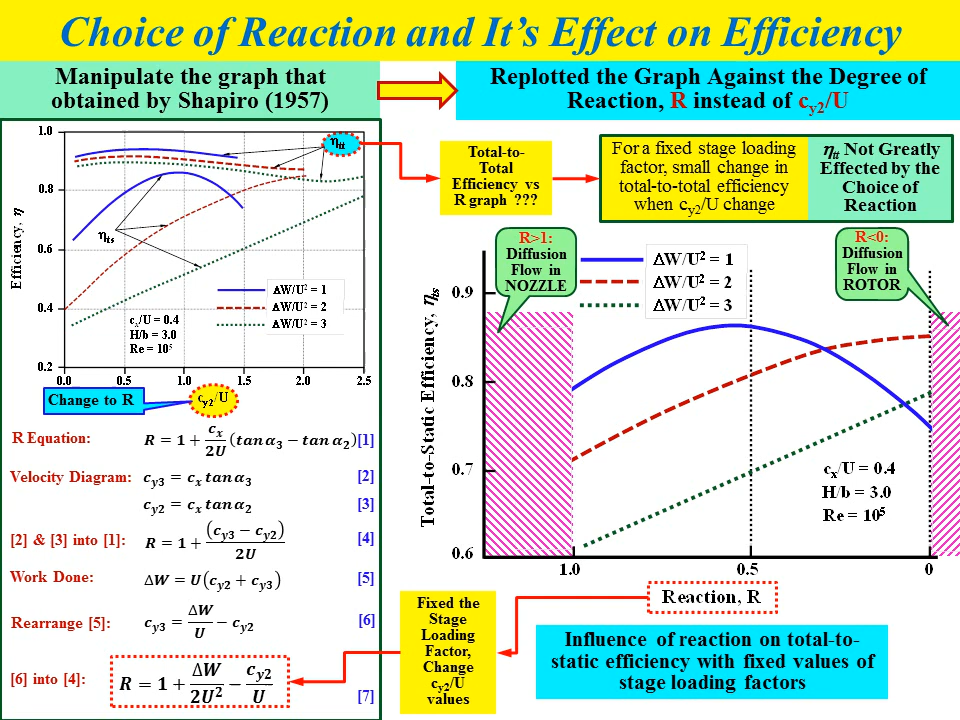 Choice of Reaction and It's Effect on Efficiency
Manipulate the graph that
obtained by Shapiro (1957)
Replotted the Graph Against the Degree of
Reaction, R instead of cy2/U
1.0
0.8
0.6
0.4
0.2
Efficiency, η
ηtt
ηts
ΔW/U² = 1
ΔW/U² = 2
ΔW/U² = 3
cx/U = 0.4
H/b = 3.0
Re = 10⁵
0.0 0.5 1.0 1.5 2.0 2.5
Change to R
cy2/U
Total-to-
Total
Efficiency vs
R graph ???
For a fixed stage loading
factor, small change in
total-to-total efficiency
when cy2/U change
ηtt Not Greatly
Effected by the
Choice of
Reaction
R>1:
Diffusion
Flow in
NOZZLE
ΔW/U² = 1
ΔW/U² = 2
ΔW/U² = 3
R<0:
Diffusion
Flow in
ROTOR
Total-to-Static Efficiency, ηts
0.9
0.8
0.7
0.6
cx/U = 0.4
H/b = 3.0
Re = 10⁵
1.0 0.5 0
Reaction, R
R Equation: R = 1 + cx/2U (tan α3 − tan α2) [1]
Velocity Diagram: cy3 = cx tan α3 [2]
cy2 = cx tan α2 [3]
[2] & [3] into [1]: R = 1 + (cy3 − cy2)/2U [4]
Work Done: ΔW = U(cy2 + cy3) [5]
Rearrange [5]: cy3 = ΔW/U − cy2 [6]
[6] into [4]: R = 1 + ΔW/2U² − cy2/U [7]
Fixed the
Stage
Loading
Factor,
Change
cy2/U
values
Influence of reaction on total-to-
static efficiency with fixed values of
stage loading factors